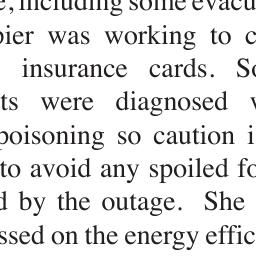 , including some evacu
pier was working to c
insurance cards. So
ts were diagnosed
poisoning so caution i
to avoid any spoiled fo
d by the outage. She
ssed on the energy effic